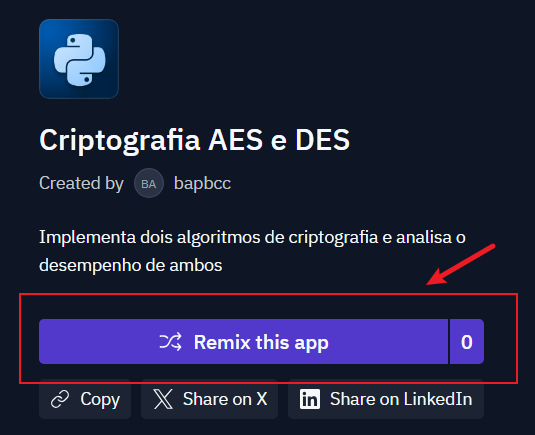 Criptografia AES e DES
Created by BA bapbcc
Implementa dois algoritmos de criptografia e analisa o
desempenho de ambos
Remix this app 0
Copy Share on X Share on LinkedIn